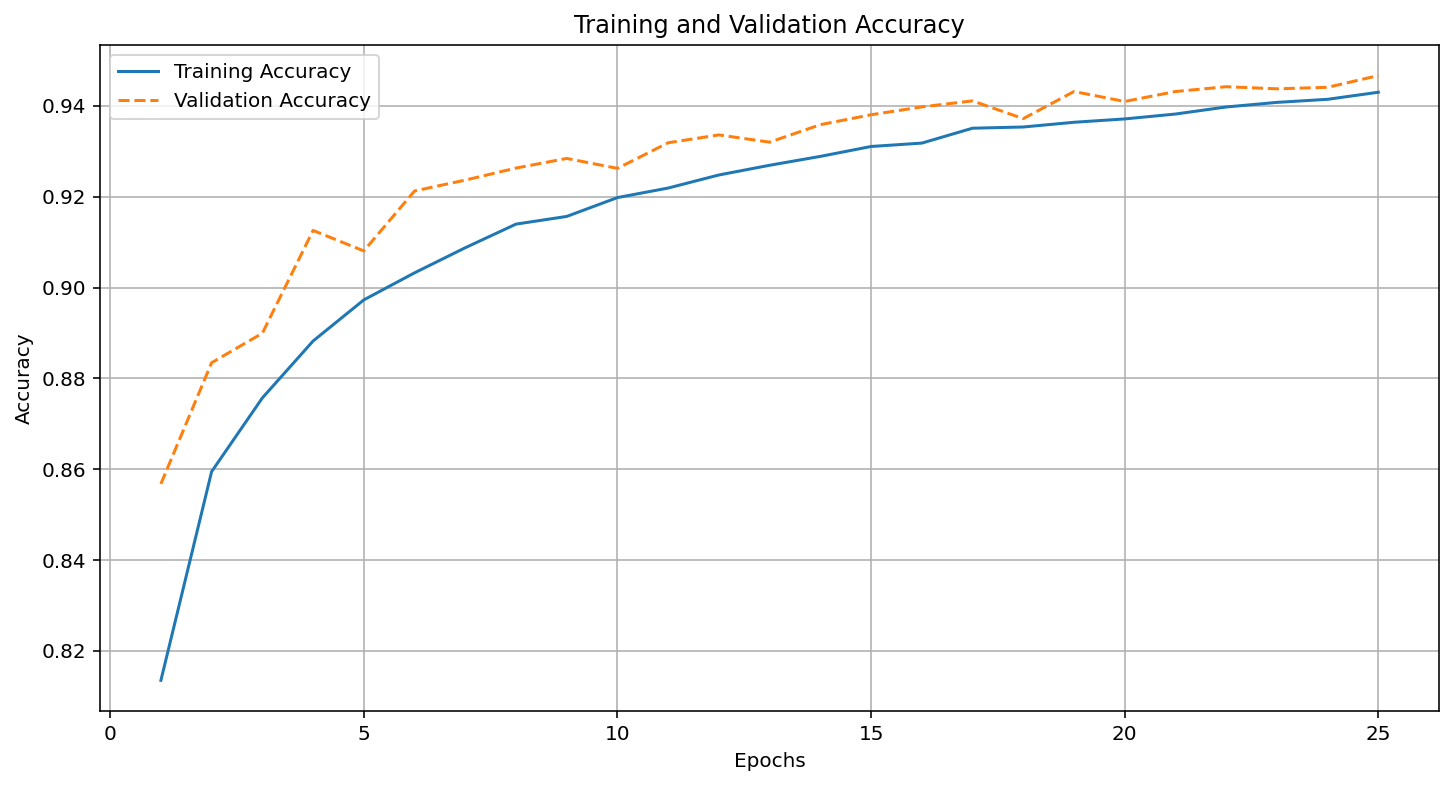 Training and Validation Accuracy
Training Accuracy
Validation Accuracy
0.94
0.92
0.90
0.88
0.86
0.84
0.82
Accuracy
0 5 10 15 20 25
Epochs